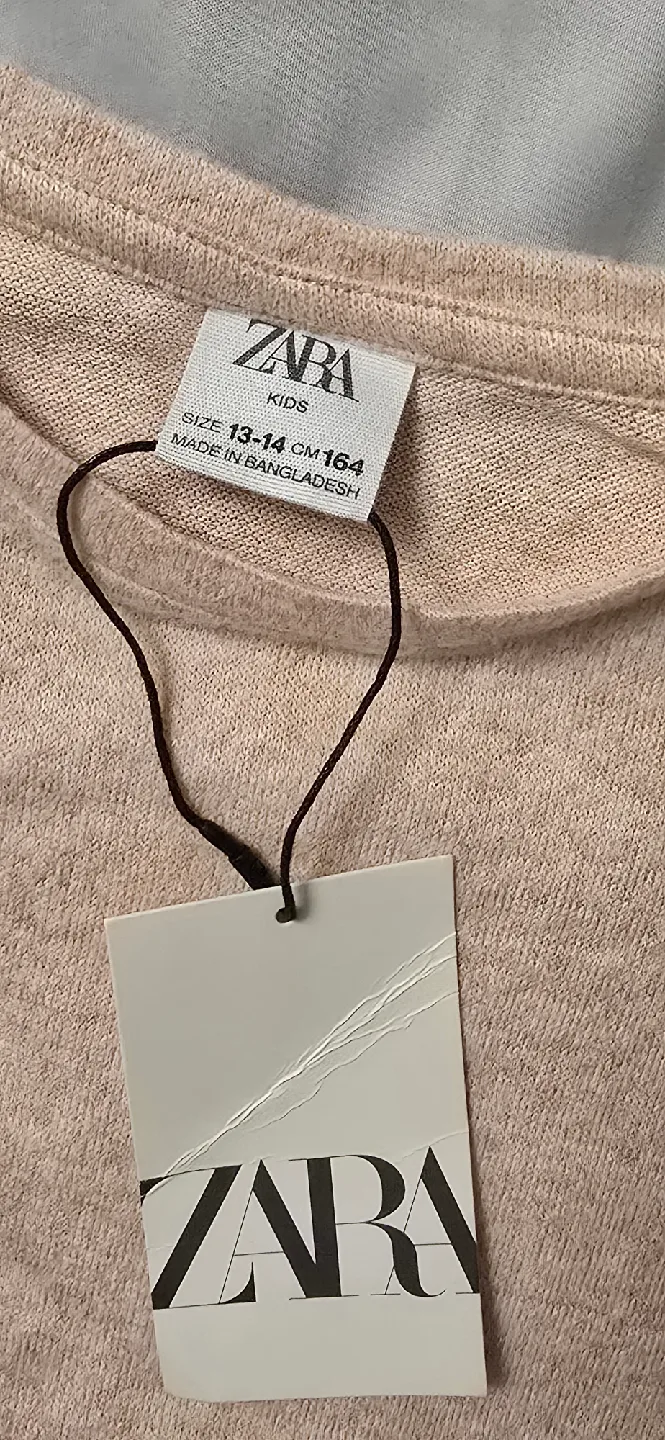 ZARA
KIDS
SIZE 13-14 CM 164
MADE IN BANGLADESH
ZARA